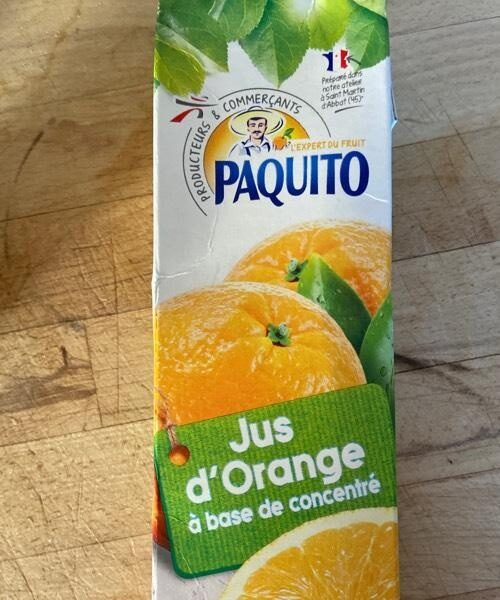 Préparé dans
notre atelier
à Saint Martin
d'Abbat (45)*
PRODUCTEURS & COMMERÇANTS
L'EXPERT DU FRUIT
PAQUITO
Jus
d'Orange
à base de concentré